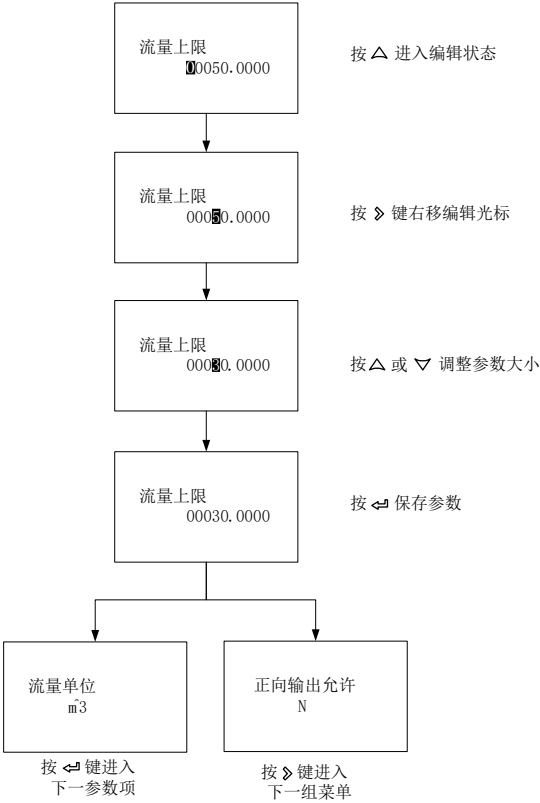 流量上限
00050.0000
按 △ 进入编辑状态
流量上限
00050.0000
按 》 键右移编辑光标
流量上限
00030.0000
按 △ 或 ▽ 调整参数大小
流量上限
00030.0000
按 ↵ 保存参数
流量单位
m^3
按 ↵ 键进入
下一参数项
正向输出允许
N
按 》 键进入
下一组菜单